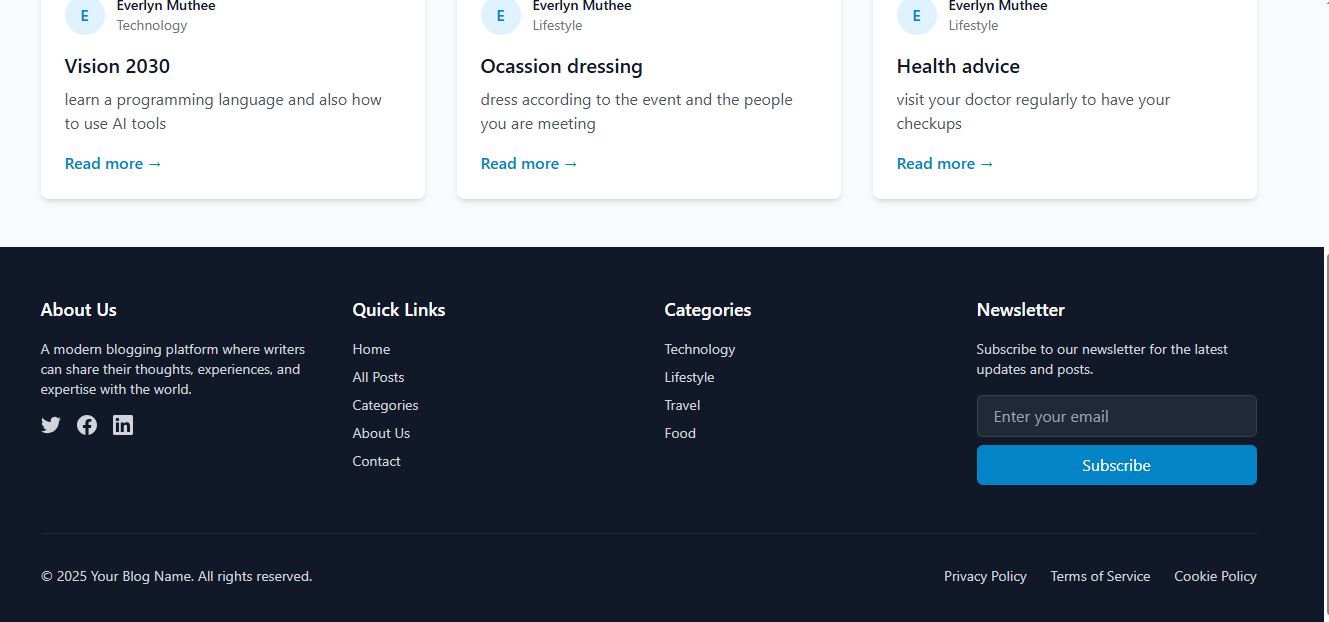 E Everlyn Muthee
Technology
Vision 2030
learn a programming language and also how
to use AI tools
Read more →
E Everlyn Muthee
Lifestyle
Ocassion dressing
dress according to the event and the people
you are meeting
Read more →
E Everlyn Muthee
Lifestyle
Health advice
visit your doctor regularly to have your
checkups
Read more →
About Us
A modern blogging platform where writers
can share their thoughts, experiences, and
expertise with the world.
Quick Links
Home
All Posts
Categories
About Us
Contact
Categories
Technology
Lifestyle
Travel
Food
Newsletter
Subscribe to our newsletter for the latest
updates and posts.
Enter your email
Subscribe
© 2025 Your Blog Name. All rights reserved.
Privacy Policy Terms of Service Cookie Policy